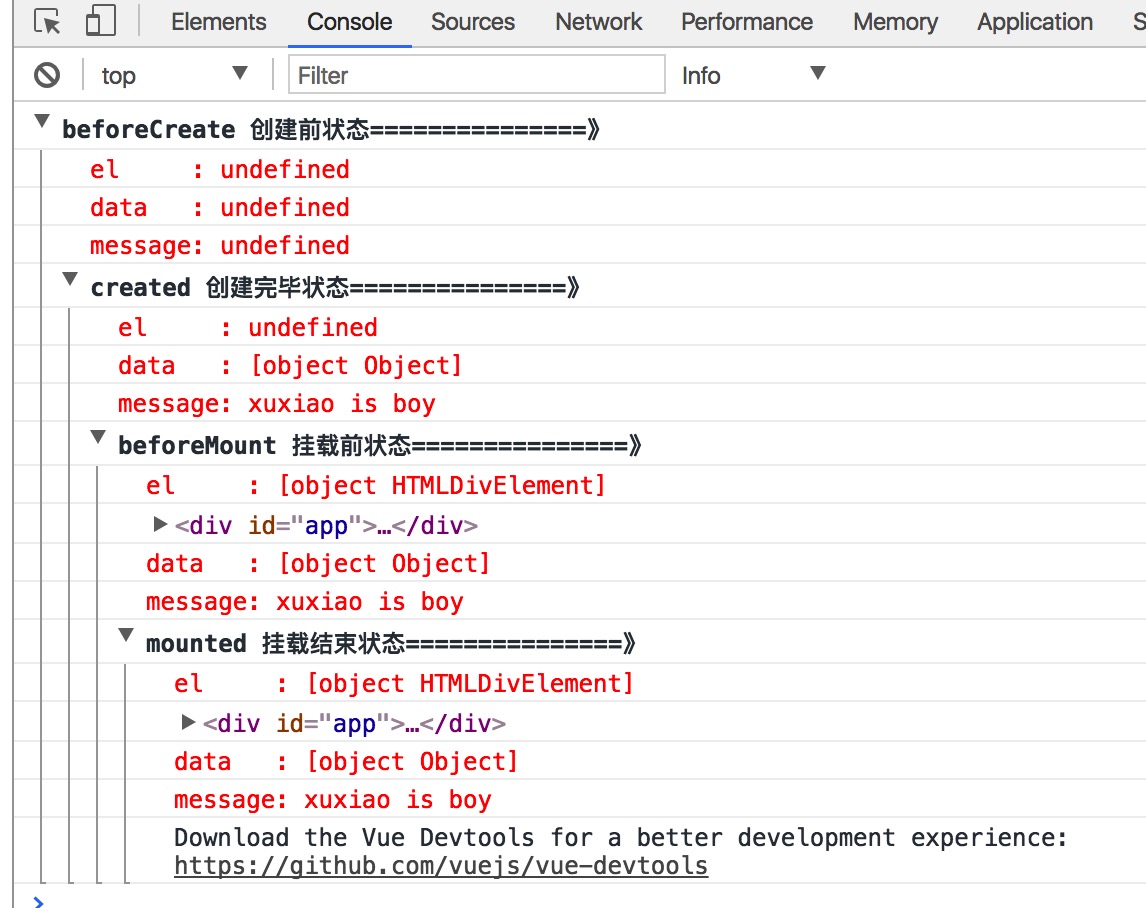 Elements Console Sources Network Performance Memory Application S
top Filter Info
beforeCreate 创建前状态===============》
el     : undefined
data   : undefined
message: undefined
created 创建完毕状态===============》
el     : undefined
data   : [object Object]
message: xuxiao is boy
beforeMount 挂载前状态===============》
el     : [object HTMLDivElement]
<div id="app">…</div>
data   : [object Object]
message: xuxiao is boy
mounted 挂载结束状态===============》
el     : [object HTMLDivElement]
<div id="app">…</div>
data   : [object Object]
message: xuxiao is boy
Download the Vue Devtools for a better development experience:
https://github.com/vuejs/vue-devtools